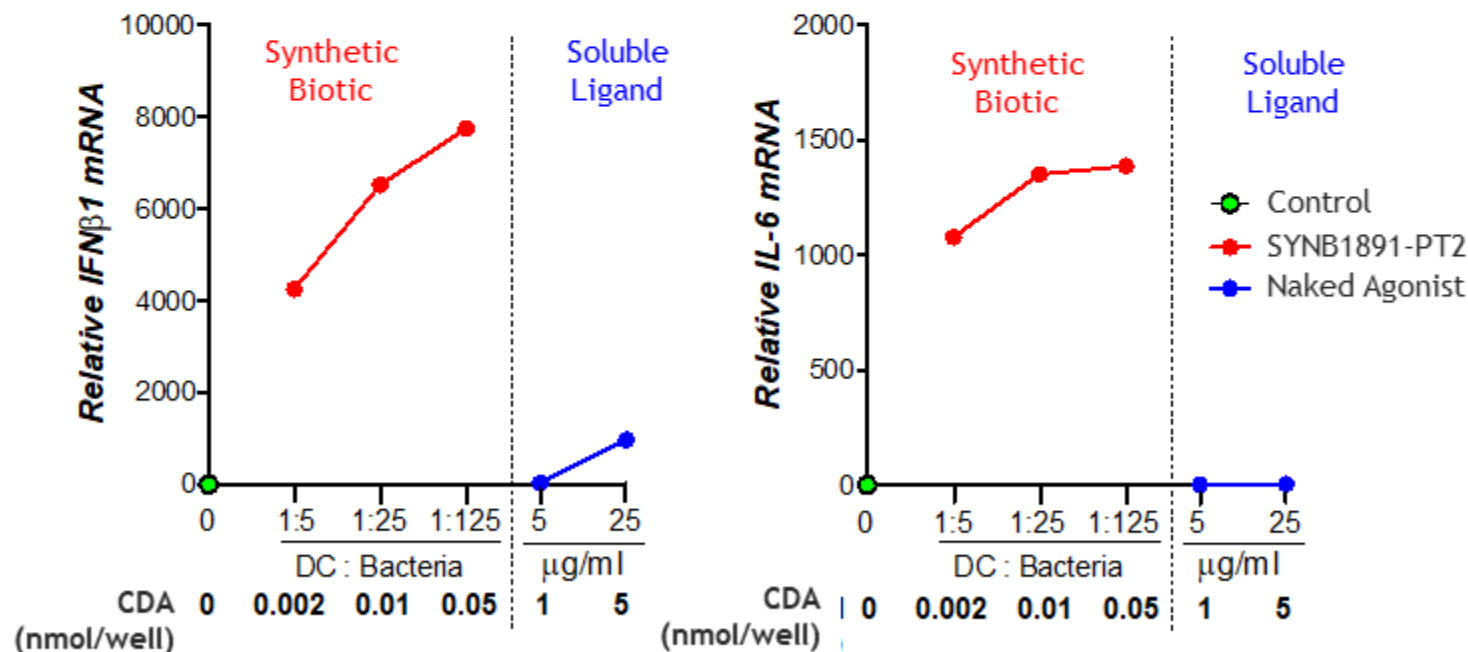 Relative IFNβ1 mRNA
10000
8000
6000
4000
2000
0
Synthetic
Biotic
Soluble
Ligand
0 1:5 1:25 1:125 5 25
DC : Bacteria μg/ml
CDA 0 0.002 0.01 0.05 1 5
(nmol/well)
Relative IL-6 mRNA
2000
1500
1000
500
0
Synthetic
Biotic
Soluble
Ligand
0 1:5 1:25 1:125 5 25
DC : Bacteria μg/ml
CDA 0 0.002 0.01 0.05 1 5
(nmol/well)
Control
SYNB1891-PT2
Naked Agonist